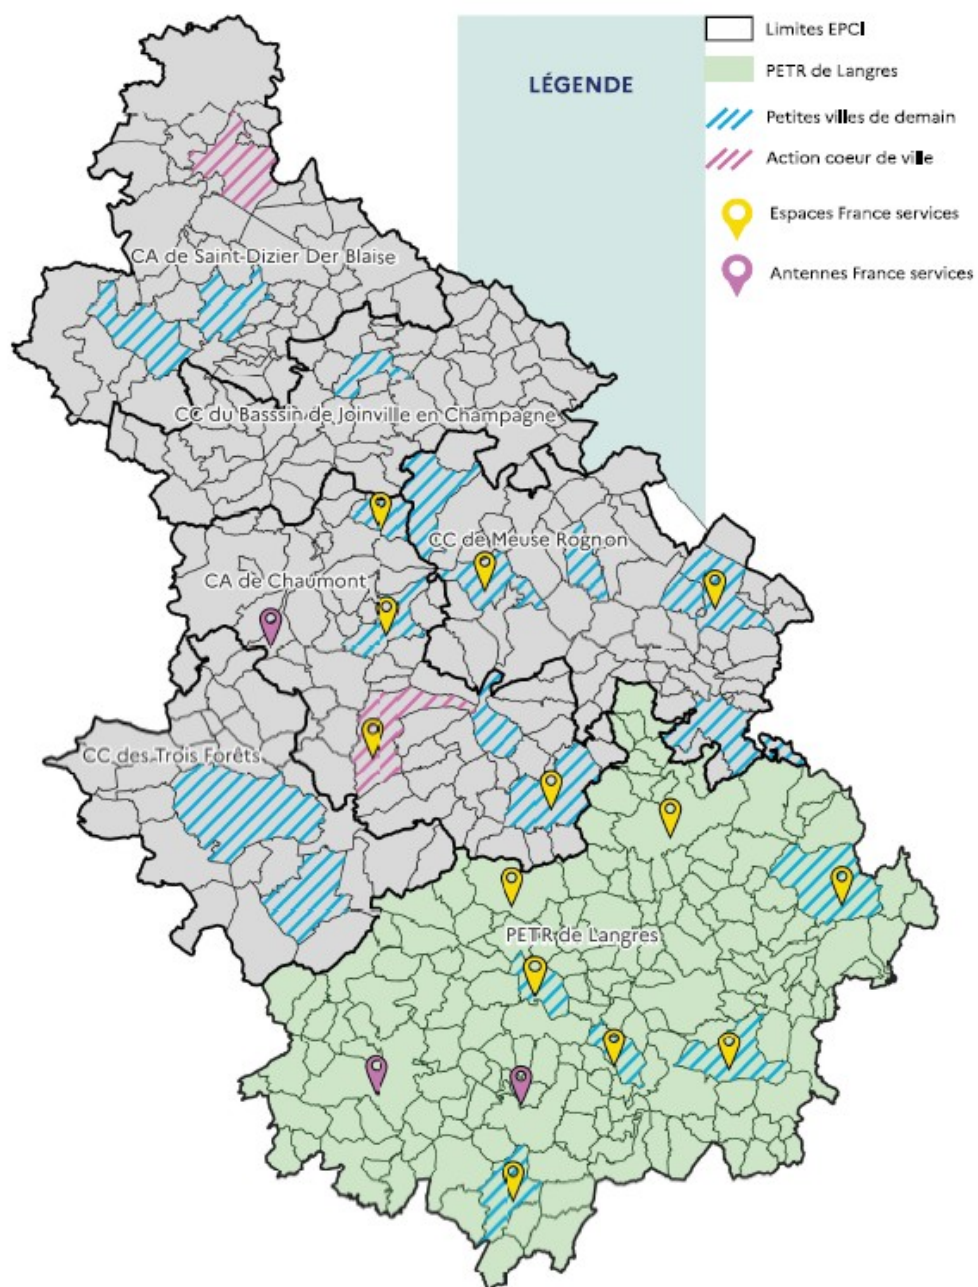 LÉGENDE
Limites EPCI
PETR de Langres
Petites villes de demain
Action coeur de ville
Espaces France services
Antennes France services
CA de Saint-Dizier Der Blaise
CC du Basssin de Joinville en Champagne
CC de Meuse Rognon
CA de Chaumont
CC des Trois Forêts
PETR de Langres